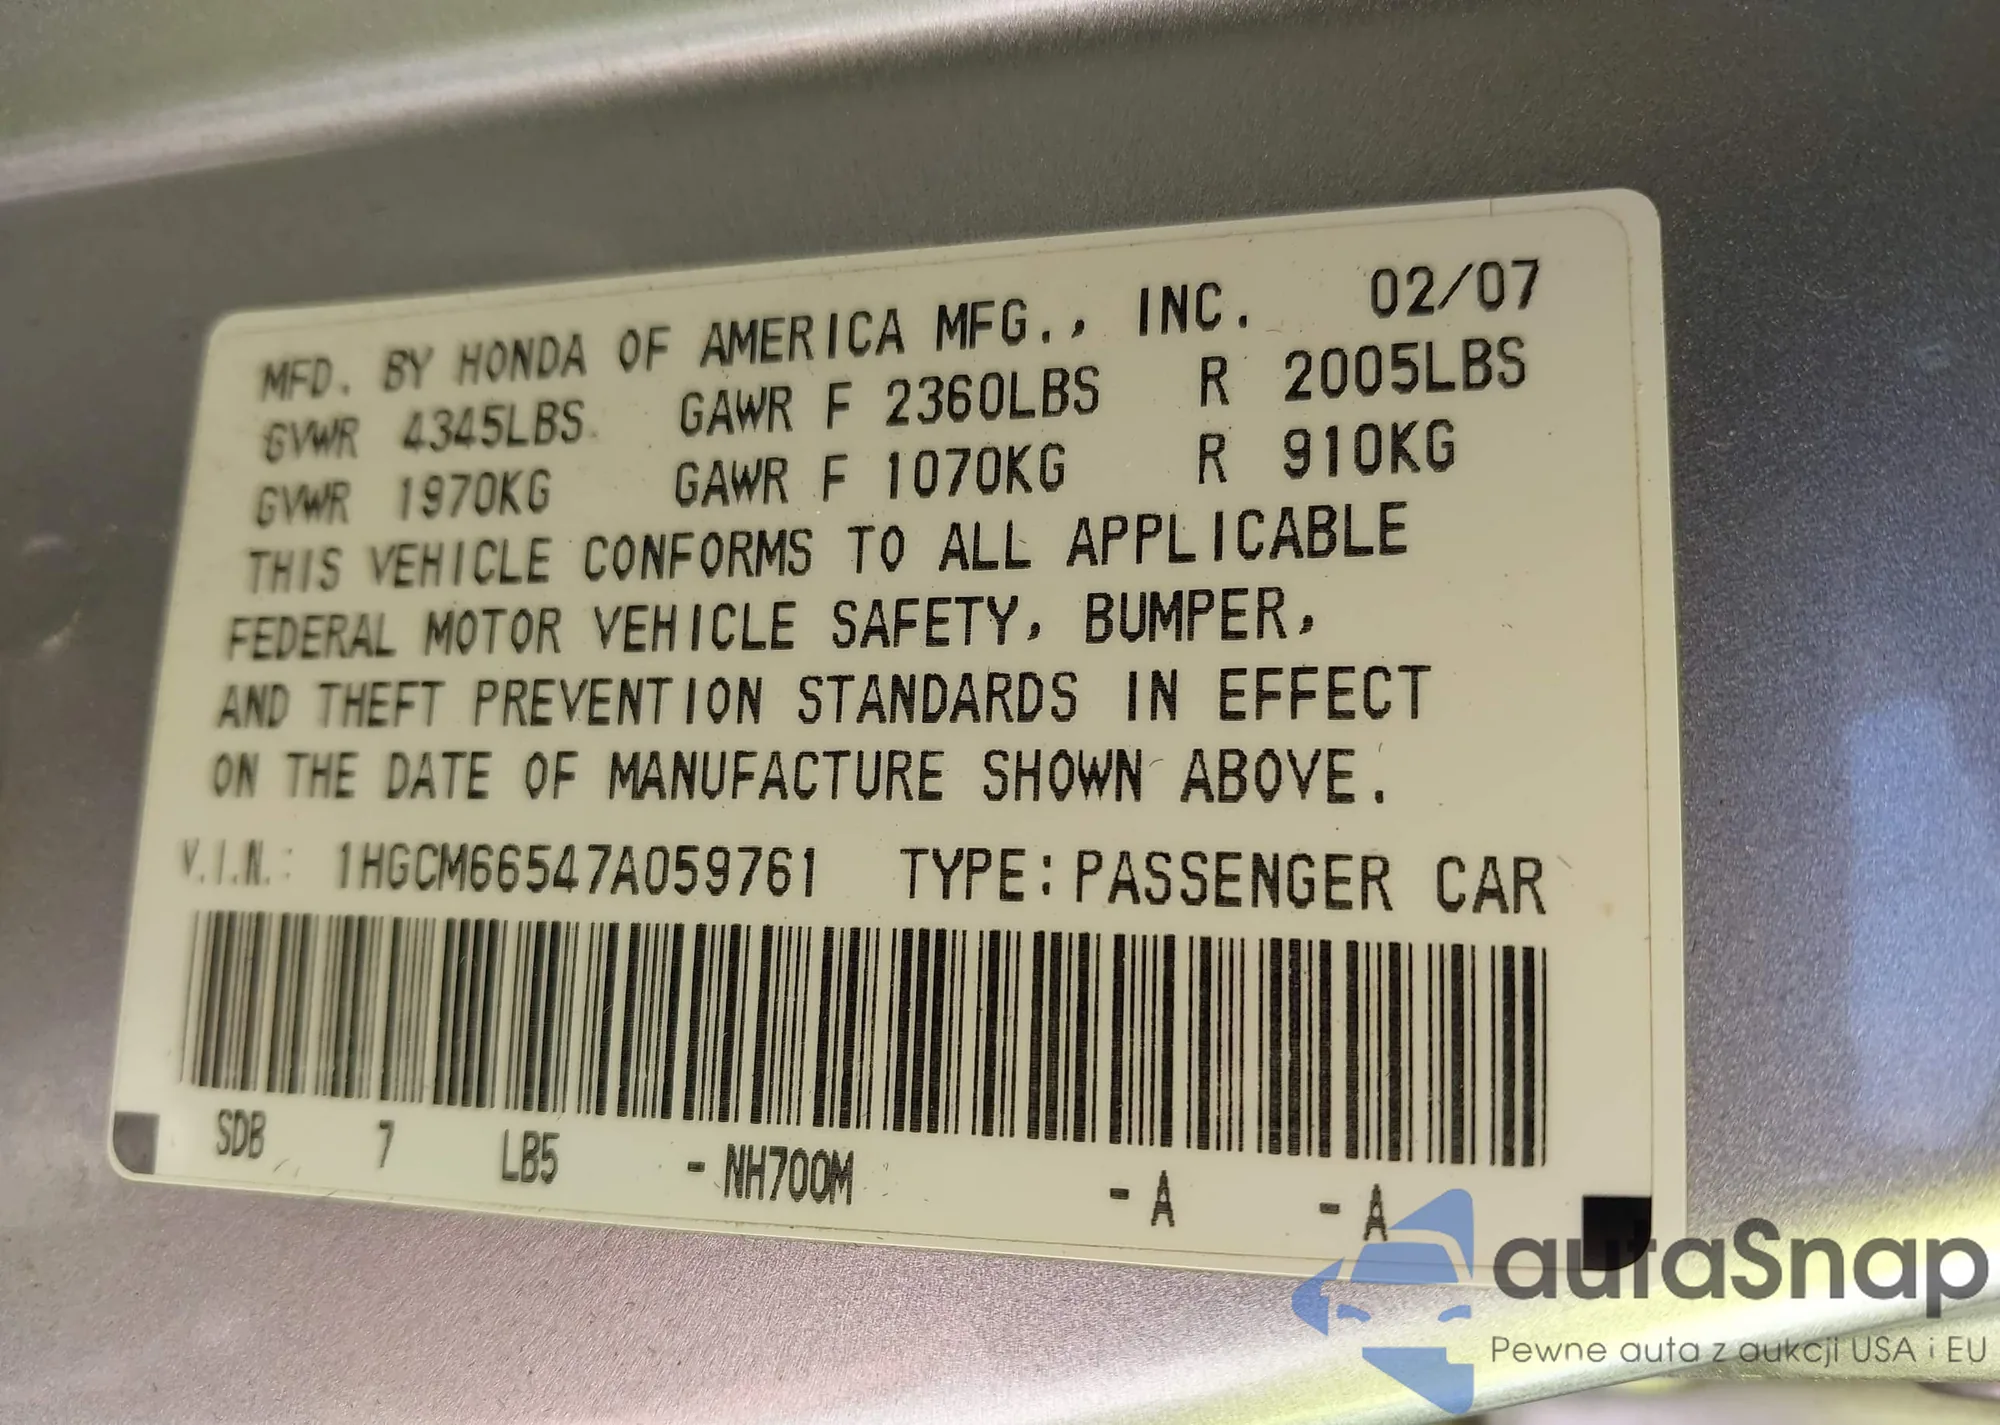 MFD. BY HONDA OF AMERICA MFG., INC. 02/07
GVWR 4345LBS GAWR F 2360LBS R 2005LBS
GVWR 1970KG GAWR F 1070KG R 910KG
THIS VEHICLE CONFORMS TO ALL APPLICABLE
FEDERAL MOTOR VEHICLE SAFETY, BUMPER,
AND THEFT PREVENTION STANDARDS IN EFFECT
ON THE DATE OF MANUFACTURE SHOWN ABOVE.
V.I.N.: 1HGCM66547A059761 TYPE: PASSENGER CAR
SDB 7 LB5 - NH700M - A - A
autaSnap
Pewne auta z aukcji USA i EU